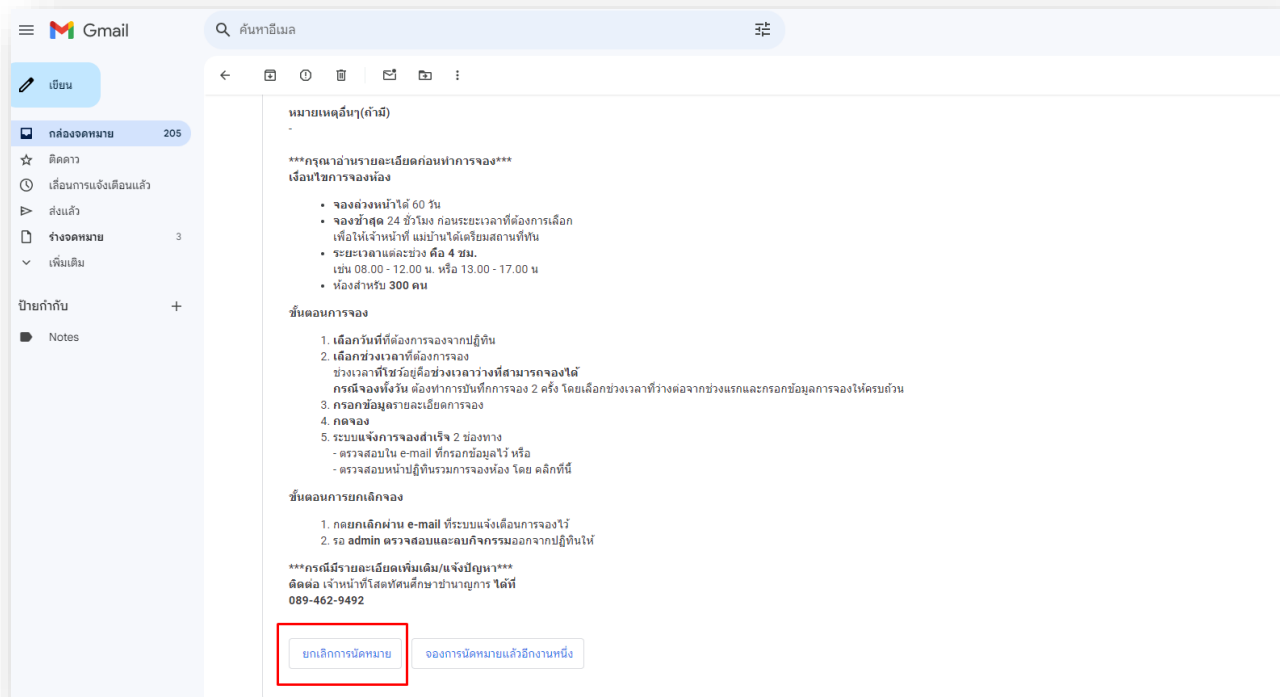 Gmail
ค้นหาอีเมล
เขียน
กล่องจดหมาย 205
ติดดาว
เลื่อนการแจ้งเตือนแล้ว
ส่งแล้ว
ร่างจดหมาย 3
เพิ่มเติม
ป้ายกำกับ +
Notes
หมายเหตุอื่นๆ(ถ้ามี)
-
***กรุณาอ่านรายละเอียดก่อนทำการจอง***
เงื่อนไขการจองห้อง
• จองล่วงหน้าได้ 60 วัน
• จองช้าสุด 24 ชั่วโมง ก่อนระยะเวลาที่ต้องการเลือก
เพื่อให้เจ้าหน้าที่ แม่บ้านได้เตรียมสถานที่ทัน
• ระยะเวลาแต่ละช่วง คือ 4 ชม.
เช่น 08.00 - 12.00 น. หรือ 13.00 - 17.00 น
• ห้องสำหรับ 300 คน
ขั้นตอนการจอง
1. เลือกวันที่ที่ต้องการจองจากปฏิทิน
2. เลือกช่วงเวลาที่ต้องการจอง
ช่วงเวลาที่โชว์อยู่คือช่วงเวลาว่างที่สามารถจองได้
กรณีจองทั้งวัน ต้องทำการบันทึกการจอง 2 ครั้ง โดยเลือกช่วงเวลาที่ว่างต่อจากช่วงแรกและกรอกข้อมูลการจองให้ครบถ้วน
3. กรอกข้อมูลรายละเอียดการจอง
4. กดจอง
5. ระบบแจ้งการจองสำเร็จ 2 ช่องทาง
- ตรวจสอบใน e-mail ที่กรอกข้อมูลไว้ หรือ
- ตรวจสอบหน้าปฏิทินรวมการจองห้อง โดย คลิกที่นี้
ขั้นตอนการยกเลิกจอง
1. กดยกเลิกผ่าน e-mail ที่ระบบแจ้งเตือนการจองไว้
2. รอ admin ตรวจสอบและลบกิจกรรมออกจากปฏิทินให้
***กรณีมีรายละเอียดเพิ่มเติม/แจ้งปัญหา***
ติดต่อ เจ้าหน้าที่โสตทัศนศึกษาชำนาญการ ได้ที่
089-462-9492
ยกเลิกการนัดหมาย จองการนัดหมายแล้วอีกงานหนึ่ง